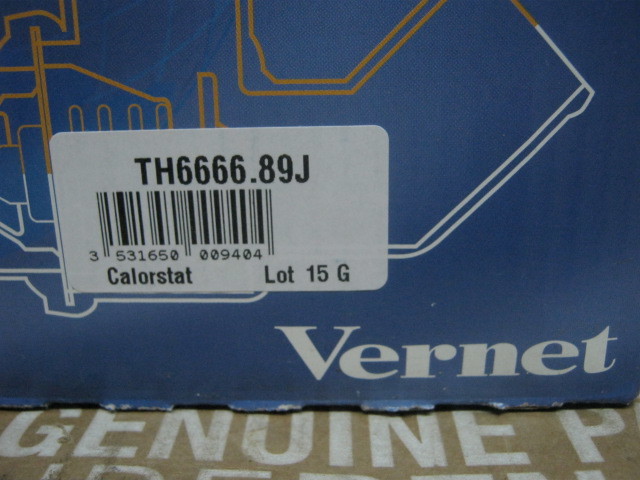 TH6666.89J
3 531650 009404
Calorstat Lot 15 G
Vernet
GENUINE P